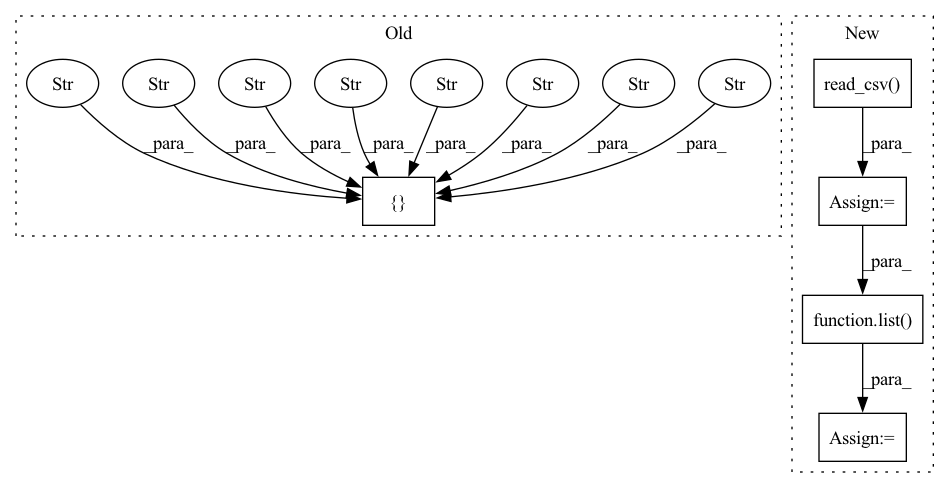 Old
New
Str
Str
Str
Str
Str
Str
Str
Str
read_csv()
_para_
_para_
_para_
_para_
_para_
_para_
_para_
_para_
_para_
{}
Assign:=
_para_
function.list()
_para_
Assign:=